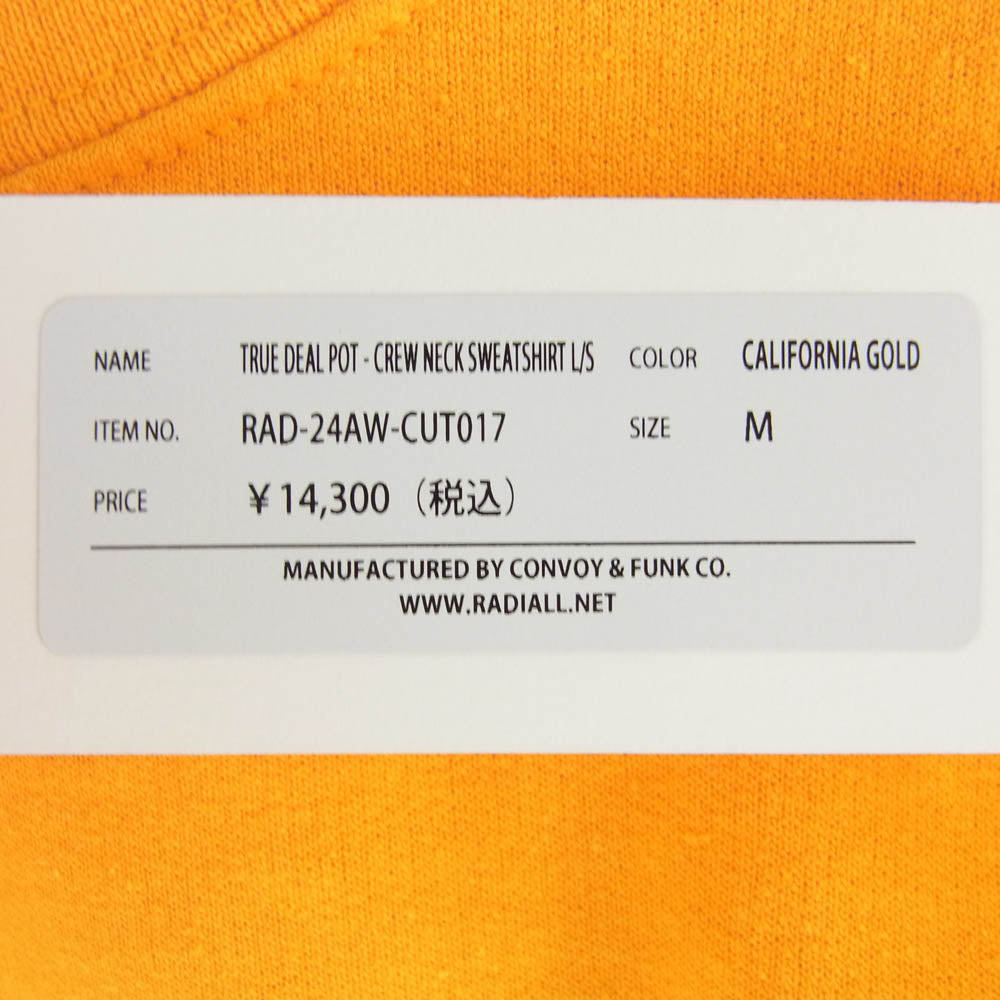 NAME TRUE DEAL POT - CREW NECK SWEATSHIRT L/S COLOR CALIFORNIA GOLD
ITEM NO. RAD-24AW-CUT017 SIZE M
PRICE ¥ 14,300（税込）
MANUFACTURED BY CONVOY & FUNK CO.
WWW.RADIALL.NET